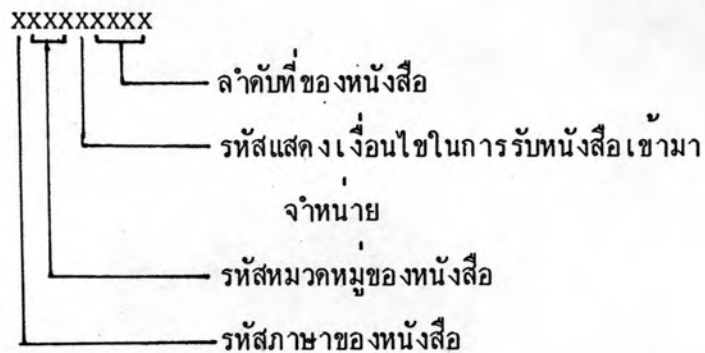 XXXXXXXXX
ลำดับที่ของหนังสือ
รหัสแสดงเงื่อนไขในการรับหนังสือเข้ามา
จำหน่าย
รหัสหมวดหมู่ของหนังสือ
รหัสภาษาของหนังสือ